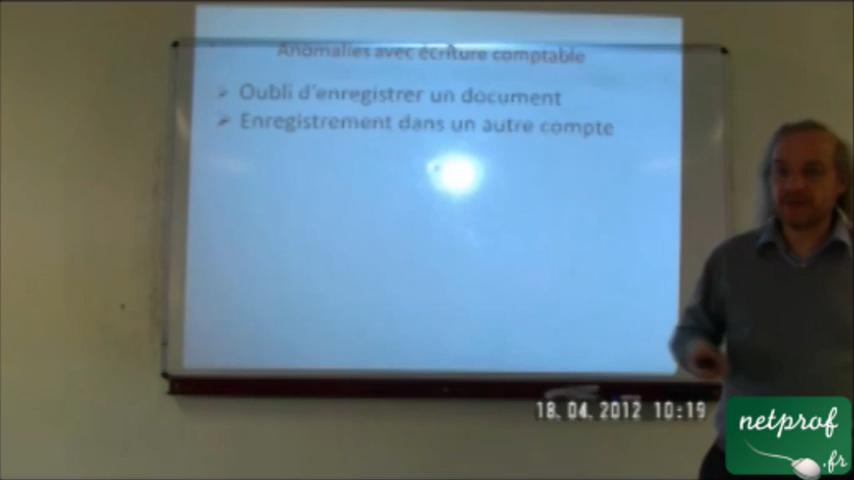 Anomalies avec écriture comptable
➢ Oubli d'enregistrer un document
➢ Enregistrement dans un autre compte
18.04.2012 10:19
netprof
.fr